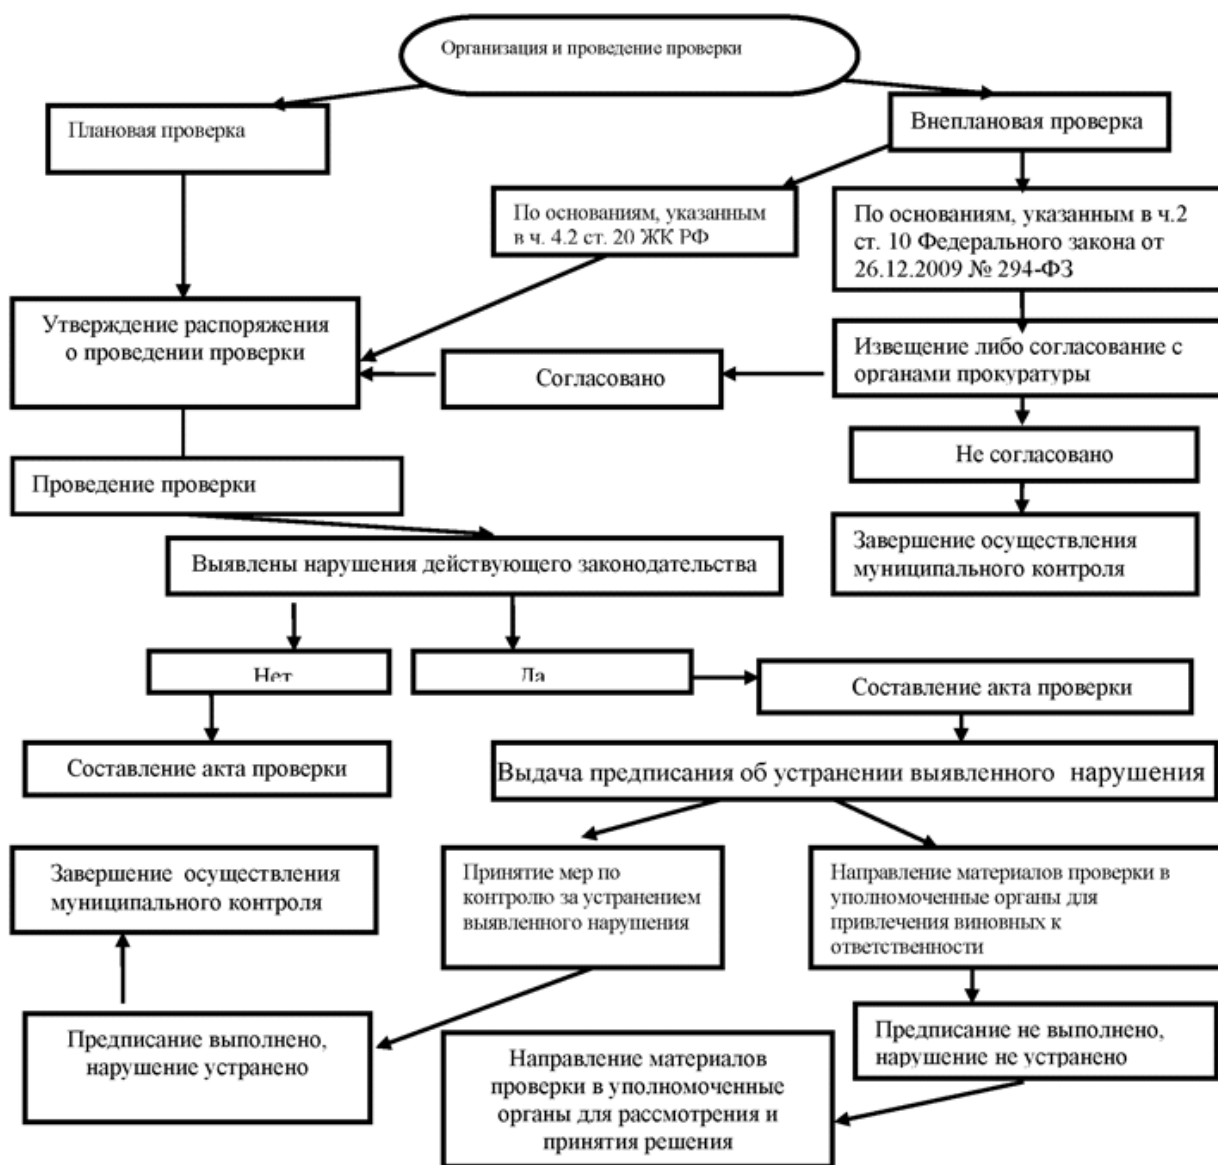 Организация и проведение проверки
Плановая проверка
Внеплановая проверка
По основаниям, указанным
в ч. 4.2 ст. 20 ЖК РФ
По основаниям, указанным в ч.2
ст. 10 Федерального закона от
26.12.2009 № 294-ФЗ
Утверждение распоряжения
о проведении проверки
Согласовано
Извещение либо согласование с
органами прокуратуры
Не согласовано
Проведение проверки
Завершение осуществления
муниципального контроля
Выявлены нарушения действующего законодательства
Нет
Да
Составление акта проверки
Составление акта проверки
Выдача предписания об устранении выявленного нарушения
Завершение осуществления
муниципального контроля
Принятие мер по
контролю за устранением
выявленного нарушения
Направление материалов проверки в
уполномоченные органы для
привлечения виновных к
ответственности
Предписание выполнено,
нарушение устранено
Предписание не выполнено,
нарушение не устранено
Направление материалов
проверки в уполномоченные
органы для рассмотрения и
принятия решения